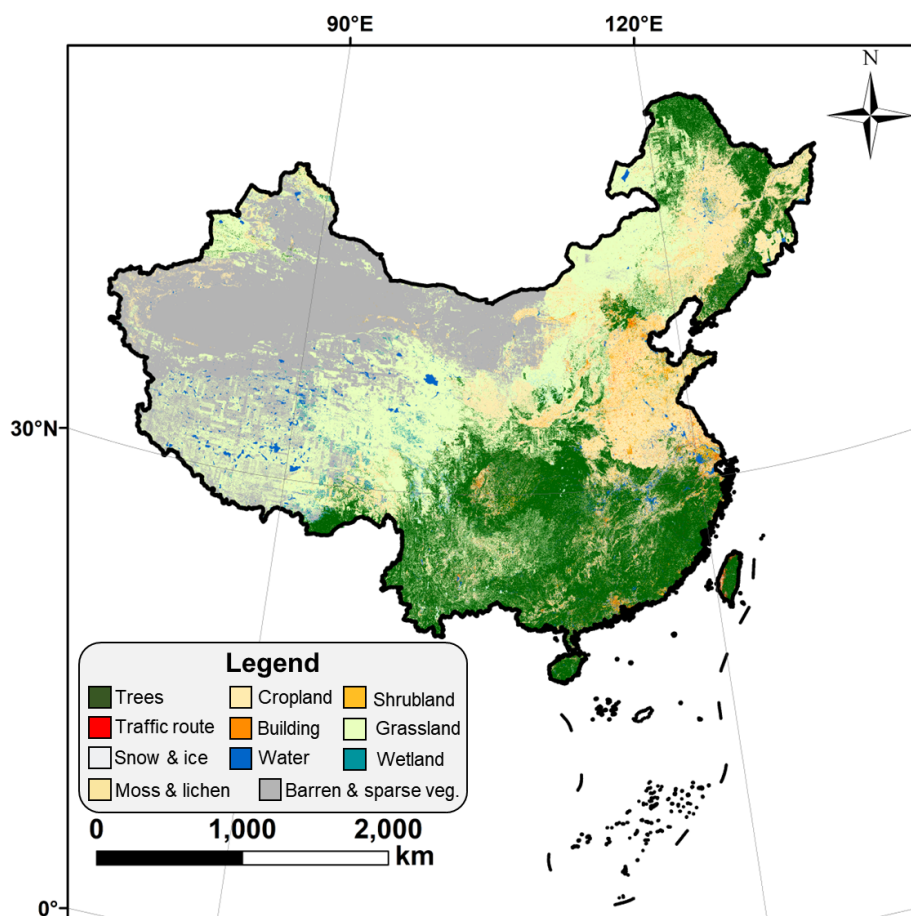 90°E 120°E
N
30°N
Legend
Trees Cropland Shrubland
Traffic route Building Grassland
Snow & ice Water Wetland
Moss & lichen Barren & sparse veg.
0 1,000 2,000
km
0°